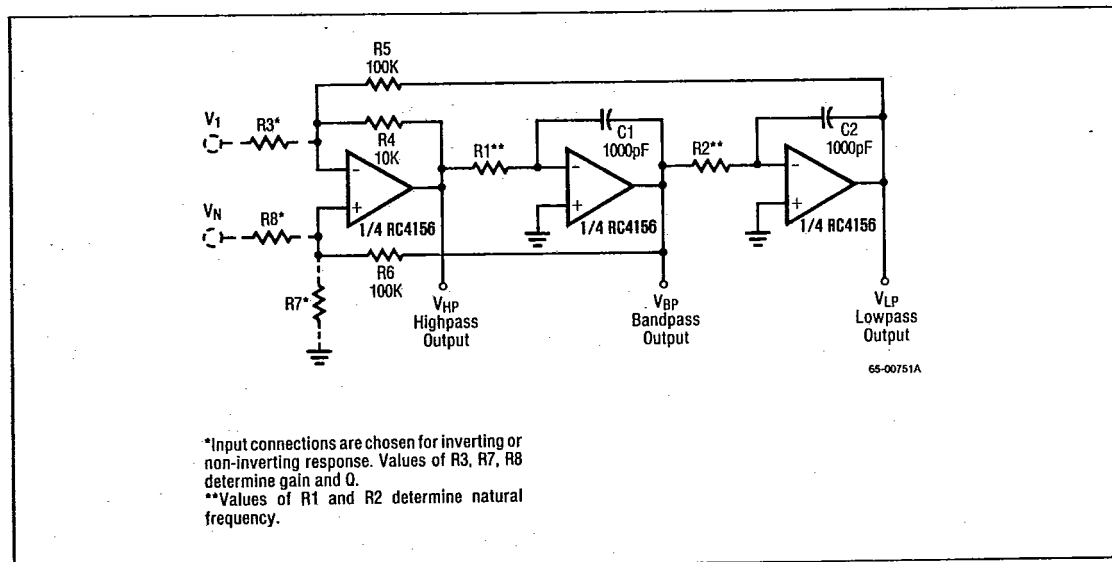 R5
100K
V1
R3*
R4
10K
R1**
C1
1000pF
R2**
C2
1000pF
-
-
-
+
+
+
VN
R8*
1/4 RC4156
1/4 RC4156
1/4 RC4156
R6
100K
R7*
VHP
Highpass
Output
VBP
Bandpass
Output
VLP
Lowpass
Output
65-00751A
*Input connections are chosen for inverting or
non-inverting response. Values of R3, R7, R8
determine gain and Q.
**Values of R1 and R2 determine natural
frequency.